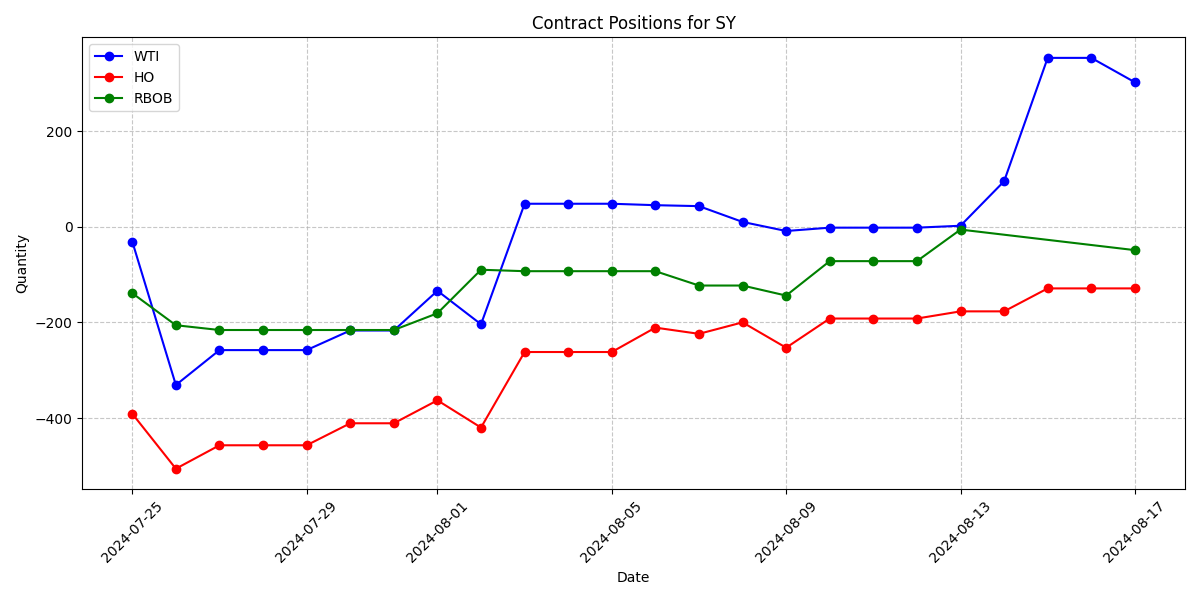 Contract Positions for SY
WTI
HO
RBOB
Quantity
200
0
−200
−400
2024-07-25
2024-07-29
2024-08-01
2024-08-05
2024-08-09
2024-08-13
2024-08-17
Date